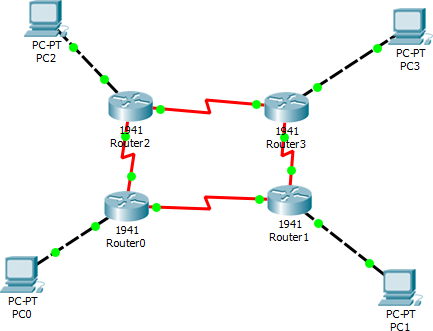 PC-PT
PC2
PC-PT
PC3
1941
Router2
1941
Router3
1941
Router0
1941
Router1
PC-PT
PC0
PC-PT
PC1